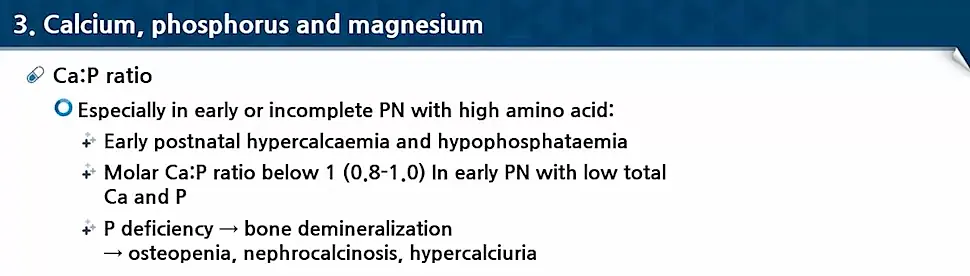 3. Calcium, phosphorus and magnesium
Ca:P ratio
Especially in early or incomplete PN with high amino acid:
Early postnatal hypercalcaemia and hypophosphataemia
Molar Ca:P ratio below 1 (0.8-1.0) In early PN with low total
Ca and P
P deficiency → bone demineralization
→ osteopenia, nephrocalcinosis, hypercalciuria